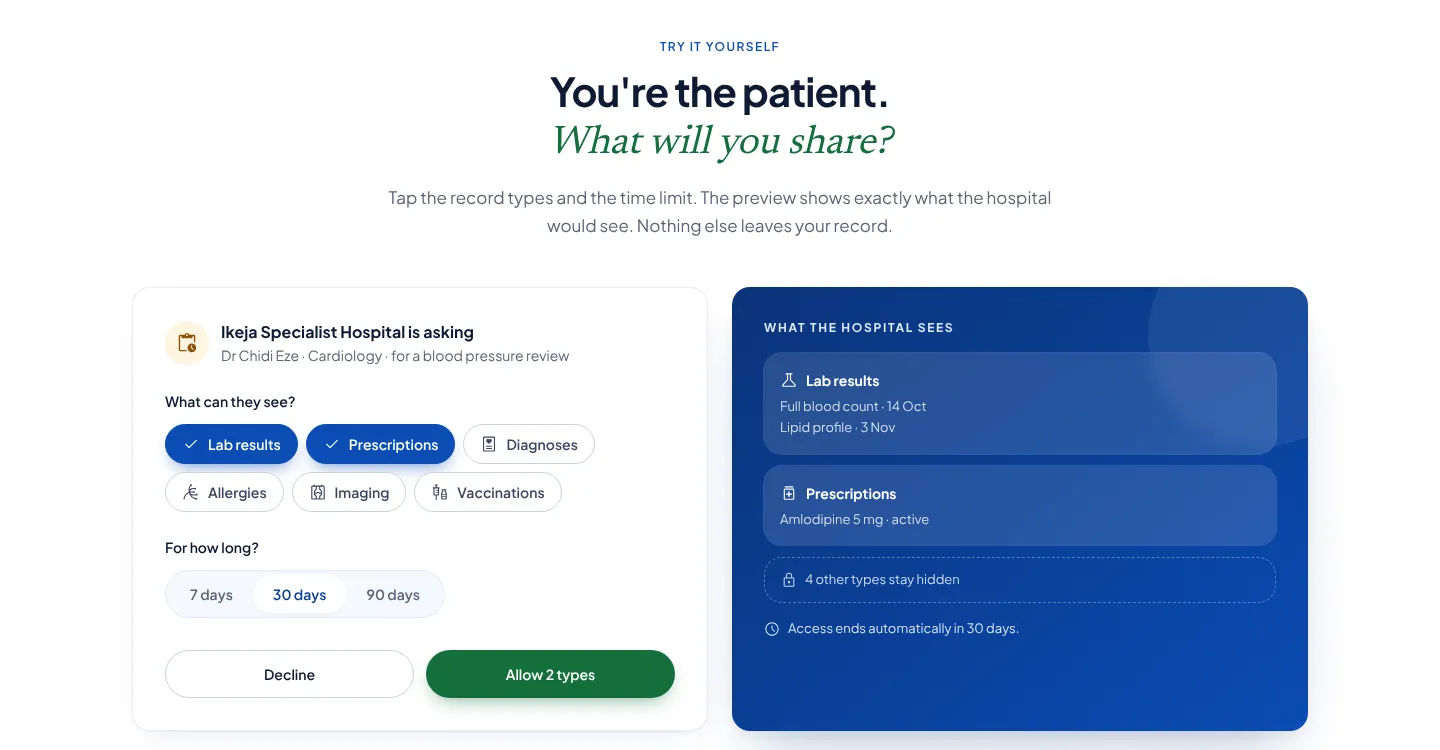 TRY IT YOURSELF
You're the patient.
What will you share?
Tap the record types and the time limit. The preview shows exactly what the hospital
would see. Nothing else leaves your record.
Ikeja Specialist Hospital is asking
Dr Chidi Eze · Cardiology · for a blood pressure review
What can they see?
Lab results
Prescriptions
Diagnoses
Allergies
Imaging
Vaccinations
For how long?
7 days
30 days
90 days
Decline
Allow 2 types
WHAT THE HOSPITAL SEES
Lab results
Full blood count · 14 Oct
Lipid profile · 3 Nov
Prescriptions
Amlodipine 5 mg · active
4 other types stay hidden
Access ends automatically in 30 days.